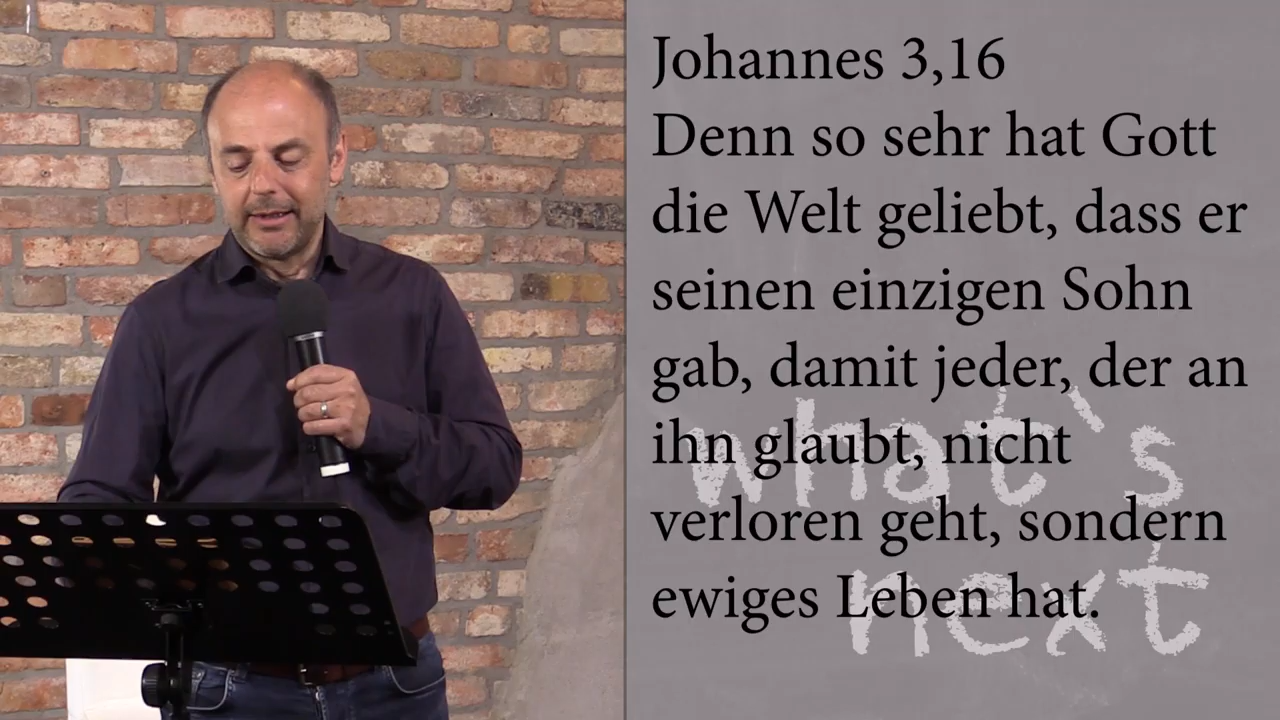 Johannes 3,16
Denn so sehr hat Gott
die Welt geliebt, dass er
seinen einzigen Sohn
gab, damit jeder, der an
ihn glaubt, nicht
verloren geht, sondern
ewiges Leben hat.
what`s
next